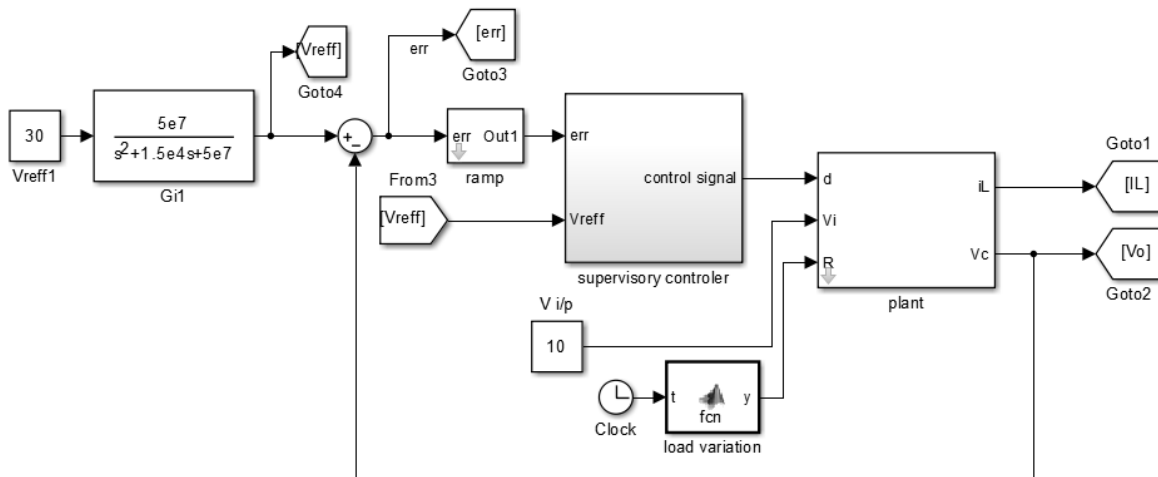 [Vreff]
Goto4
err
[err]
Goto3
30
Vreff1
5e7
s²+1.5e4s+5e7
Gi1
+
−
err Out1
ramp
From3
[Vreff]
err
Vreff
control signal
supervisory controler
V i/p
10
Clock
t fcn y
load variation
d
Vi
R
iL
Vc
plant
Goto1
[IL]
[Vo]
Goto2